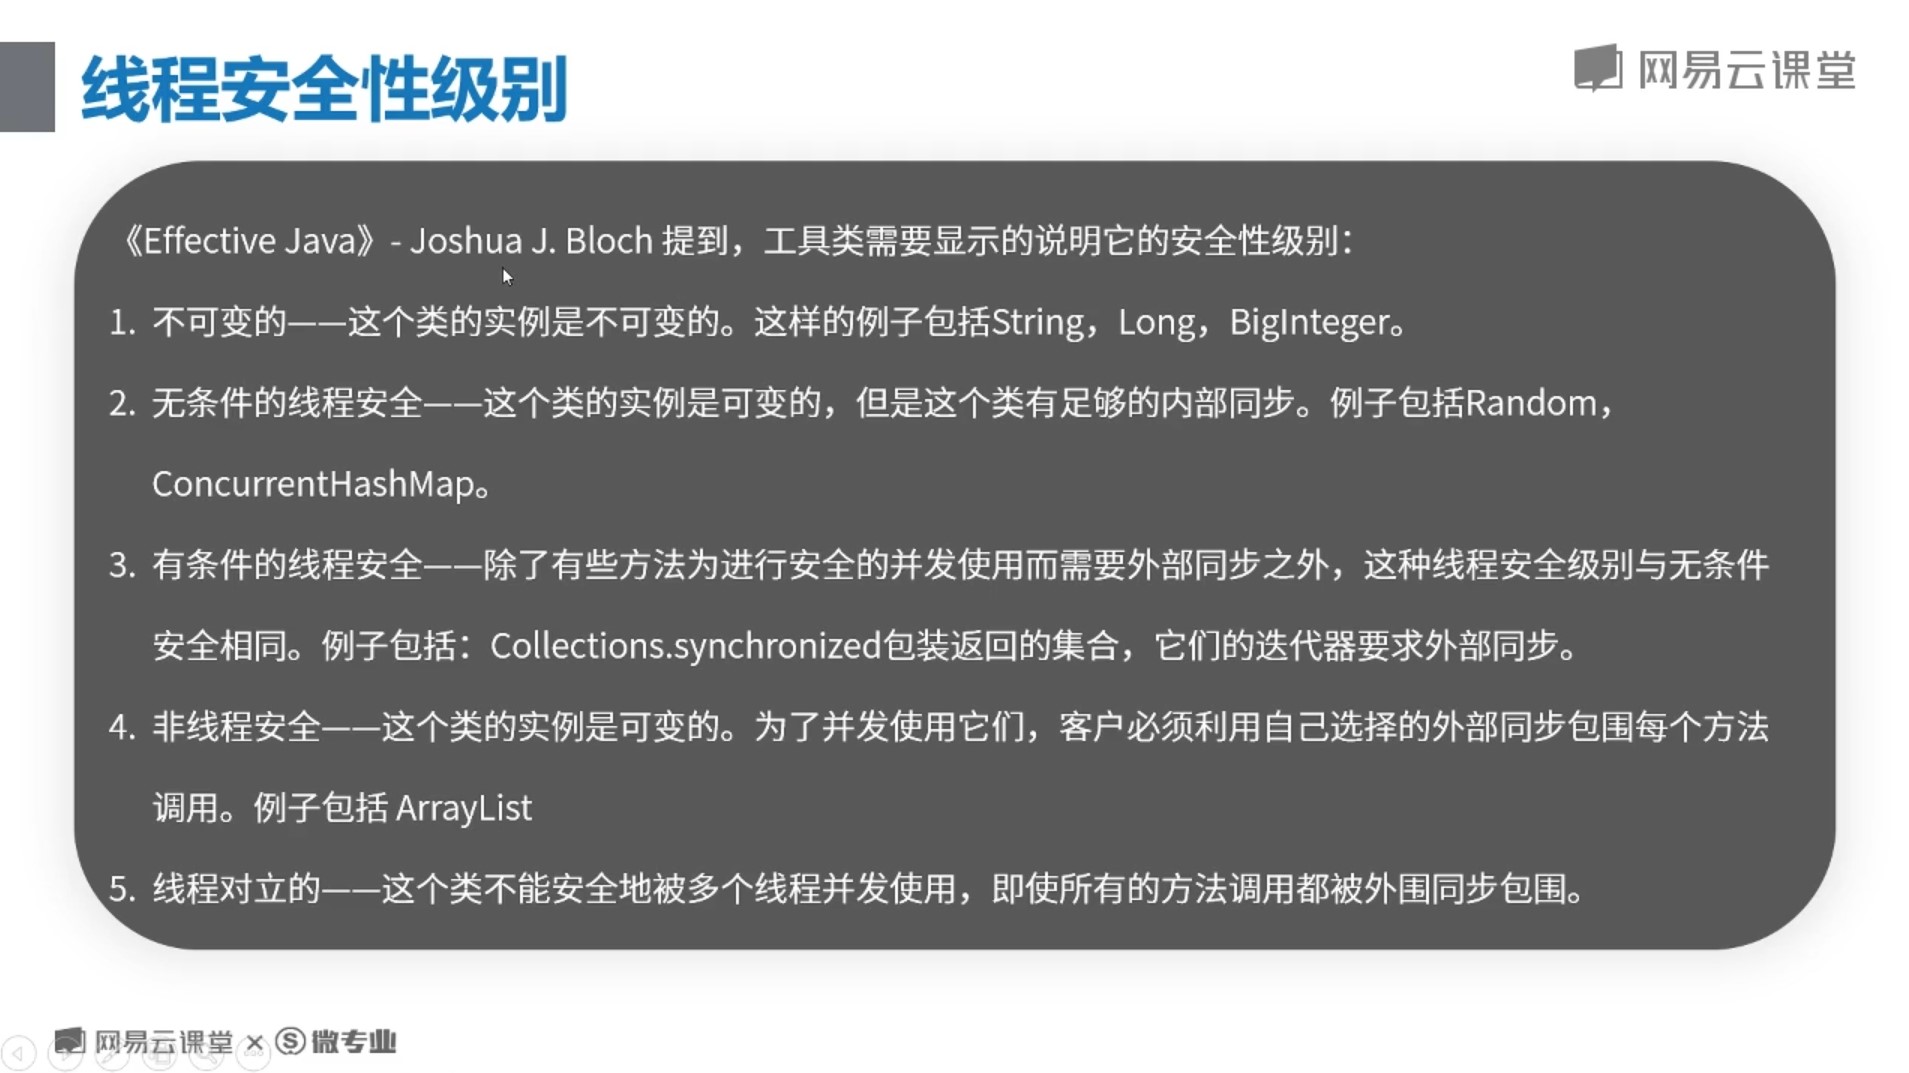 线程安全性级别
网易云课堂
《Effective Java》- Joshua J. Bloch 提到，工具类需要显示的说明它的安全性级别：
1. 不可变的——这个类的实例是不可变的。这样的例子包括String，Long，BigInteger。
2. 无条件的线程安全——这个类的实例是可变的，但是这个类有足够的内部同步。例子包括Random，
ConcurrentHashMap。
3. 有条件的线程安全——除了有些方法为进行安全的并发使用而需要外部同步之外，这种线程安全级别与无条件
安全相同。例子包括：Collections.synchronized包装返回的集合，它们的迭代器要求外部同步。
4. 非线程安全——这个类的实例是可变的。为了并发使用它们，客户必须利用自己选择的外部同步包围每个方法
调用。例子包括 ArrayList
5. 线程对立的——这个类不能安全地被多个线程并发使用，即使所有的方法调用都被外围同步包围。
网易云课堂 × Ⓢ 微专业